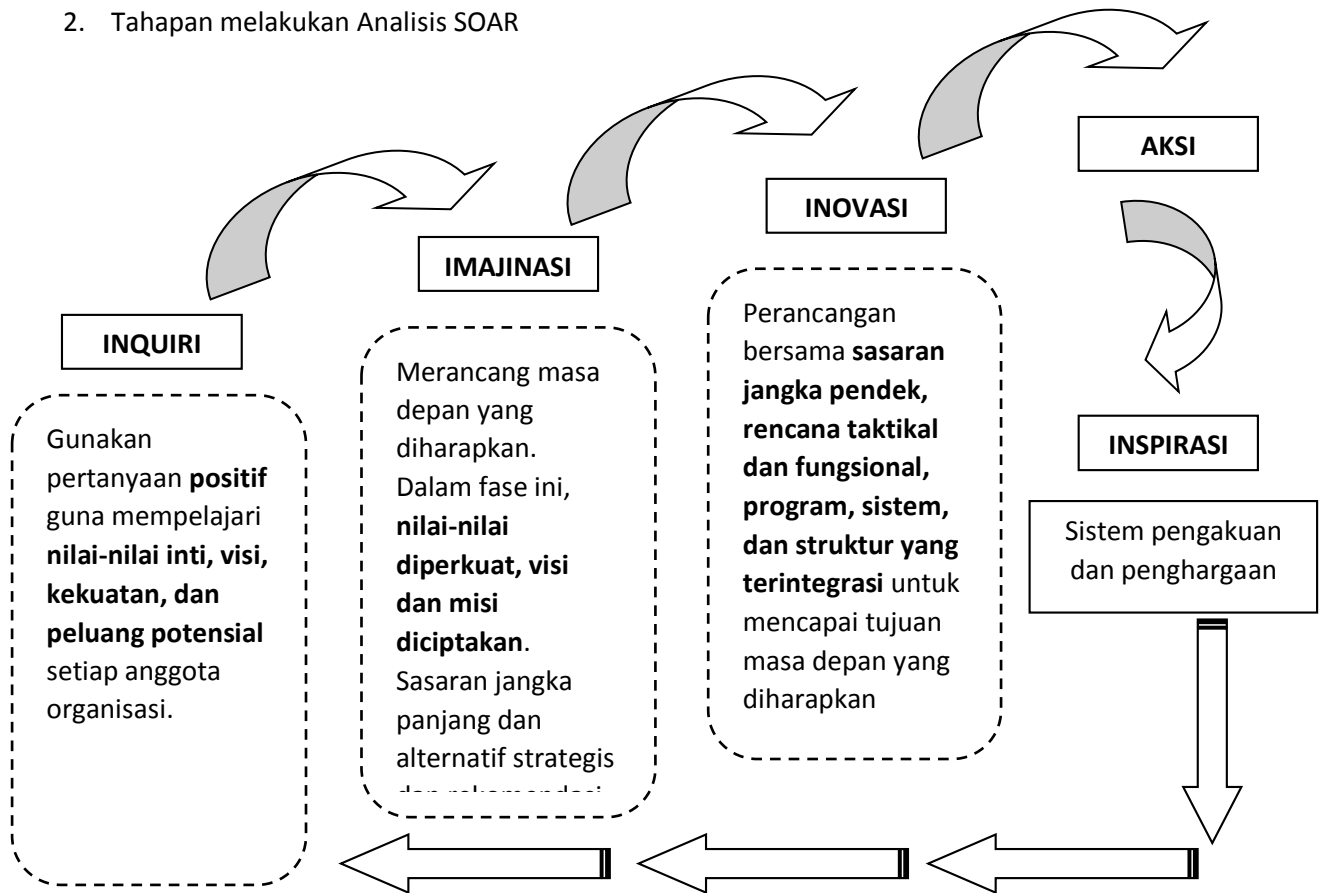 2. Tahapan melakukan Analisis SOAR
INQUIRI
Gunakan
pertanyaan positif
guna mempelajari
nilai-nilai inti, visi,
kekuatan, dan
peluang potensial
setiap anggota
organisasi.
IMAJINASI
Merancang masa
depan yang
diharapkan.
Dalam fase ini,
nilai-nilai
diperkuat, visi
dan misi
diciptakan.
Sasaran jangka
panjang dan
alternatif strategis
dan rekomendasi
INOVASI
Perancangan
bersama sasaran
jangka pendek,
rencana taktikal
dan fungsional,
program, sistem,
dan struktur yang
terintegrasi untuk
mencapai tujuan
masa depan yang
diharapkan
AKSI
INSPIRASI
Sistem pengakuan
dan penghargaan